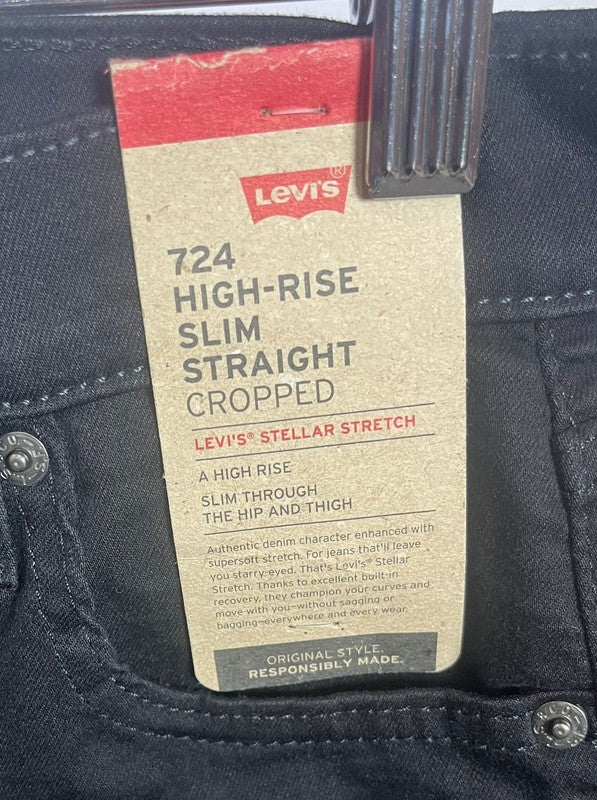 Levi's®
724
HIGH-RISE
SLIM
STRAIGHT
CROPPED
LEVI'S® STELLAR STRETCH
A HIGH RISE
SLIM THROUGH
THE HIP AND THIGH
Authentic denim character enhanced with
supersoft stretch. For jeans that'll leave
you starry-eyed. That's Levi's® Stellar
Stretch. Thanks to excellent built-in
recovery, they champion your curves and
move with you—without sagging or
bagging—everywhere and every wear.
ORIGINAL STYLE.
RESPONSIBLY MADE.